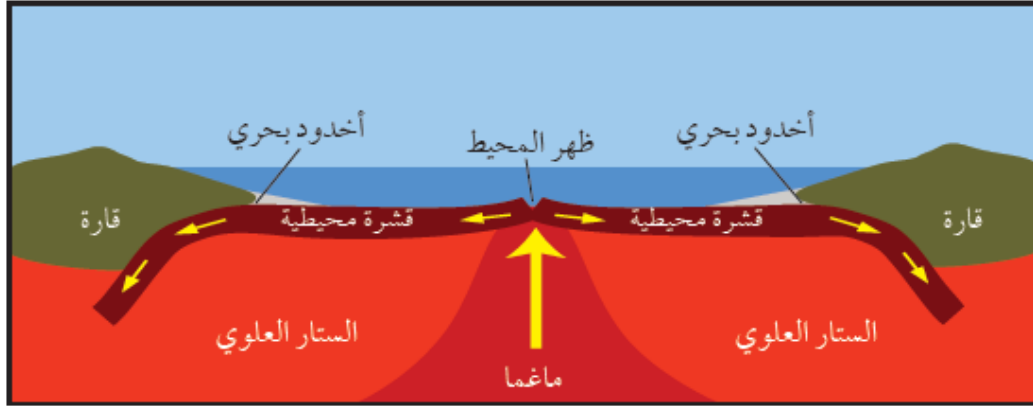 أخدود بحري
ظهر المحيط
أخدود بحري
قارة
قشرة محيطية
قشرة محيطية
قارة
الستار العلوي
الستار العلوي
ماغما